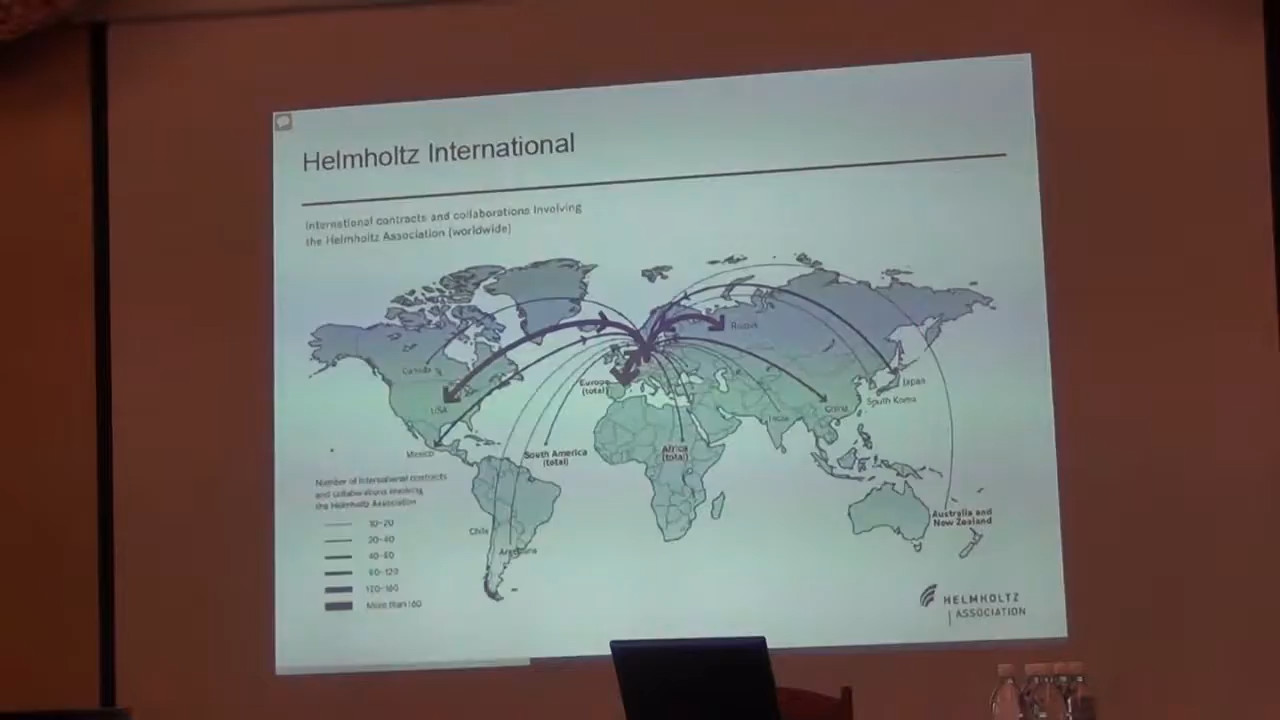 Helmholtz International
International contracts and collaborations involving
the Helmholtz Association (worldwide)
Canada
Russia
Europe
(total)
USA
Japan
South Korea
China
India
Mexico
South America
(total)
Africa
(total)
Number of international contracts
and collaborations involving
the Helmholtz Association
10-20
20-40
40-80
80-120
120-160
More than 160
Chile
Argentina
Australia and
New Zealand
HELMHOLTZ
ASSOCIATION